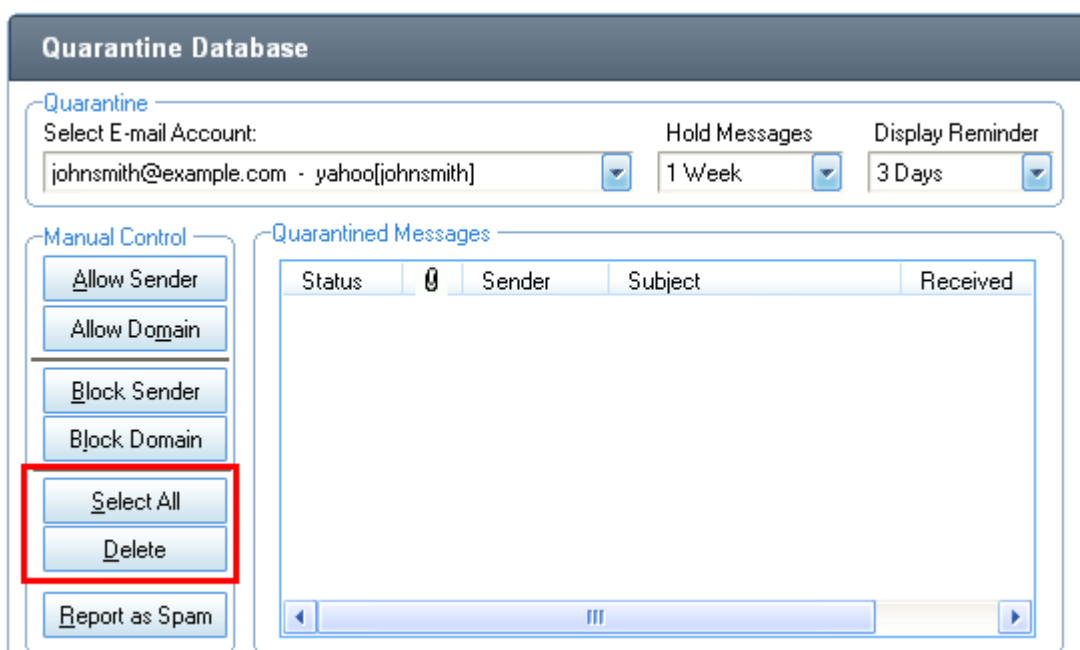 Quarantine Database
Quarantine
Select E-mail Account: Hold Messages Display Reminder
johnsmith@example.com - yahoo[johnsmith] 1 Week 3 Days
Manual Control
Allow Sender
Allow Domain
Block Sender
Block Domain
Select All
Delete
Report as Spam
Quarantined Messages
Status Sender Subject Received